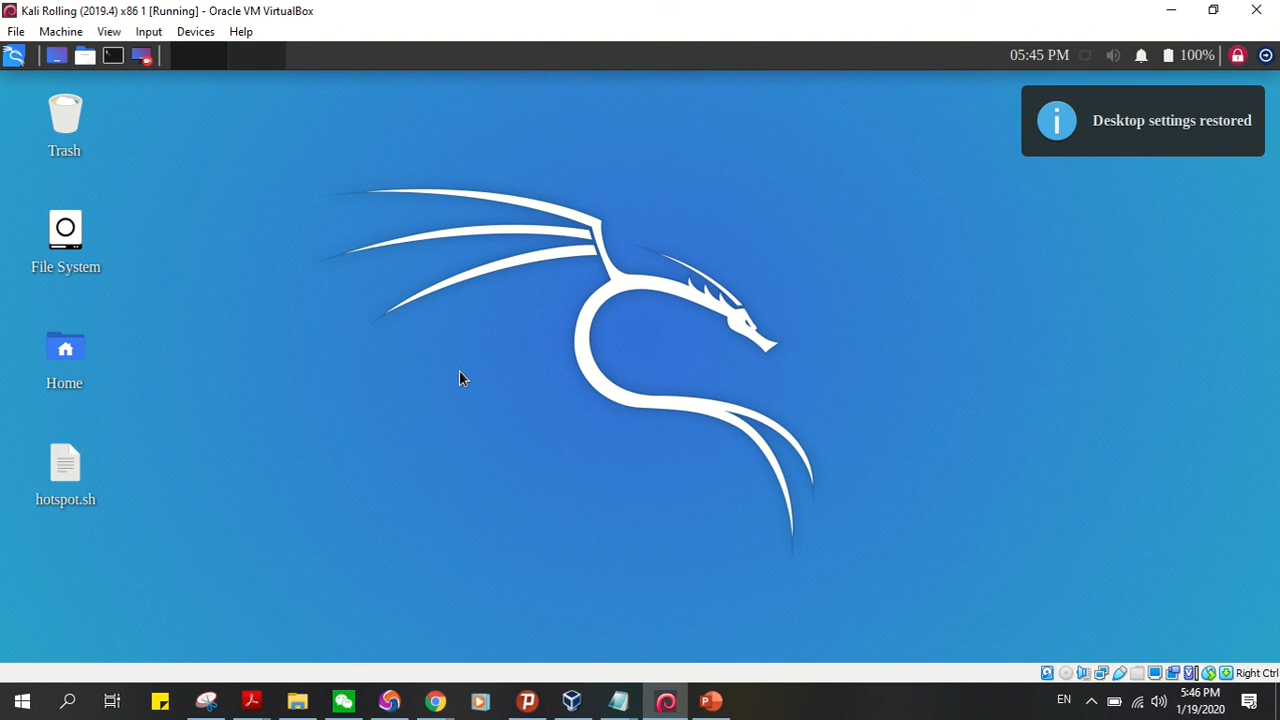 Kali Rolling (2019.4) x86 1 [Running] - Oracle VM VirtualBox
File Machine View Input Devices Help
05:45 PM 100%
Desktop settings restored
Trash
File System
Home
hotspot.sh
Right Ctrl
EN
5:46 PM
1/19/2020